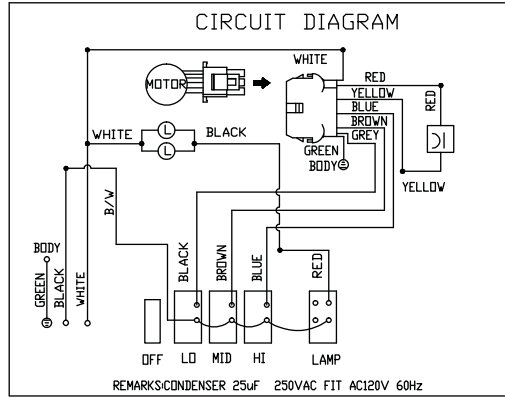 CIRCUIT DIAGRAM
WHITE
MOTOR
RED
YELLOW
BLUE
BROWN
GREY
RED
WHITE
L
L
BLACK
GREEN
BODY
YELLOW
B/W
BODY
GREEN
BLACK
WHITE
BLACK
BROWN
BLUE
RED
OFF
LO
MID
HI
LAMP
REMARKS:CONDENSER 25uF 250VAC FIT AC120V 60Hz